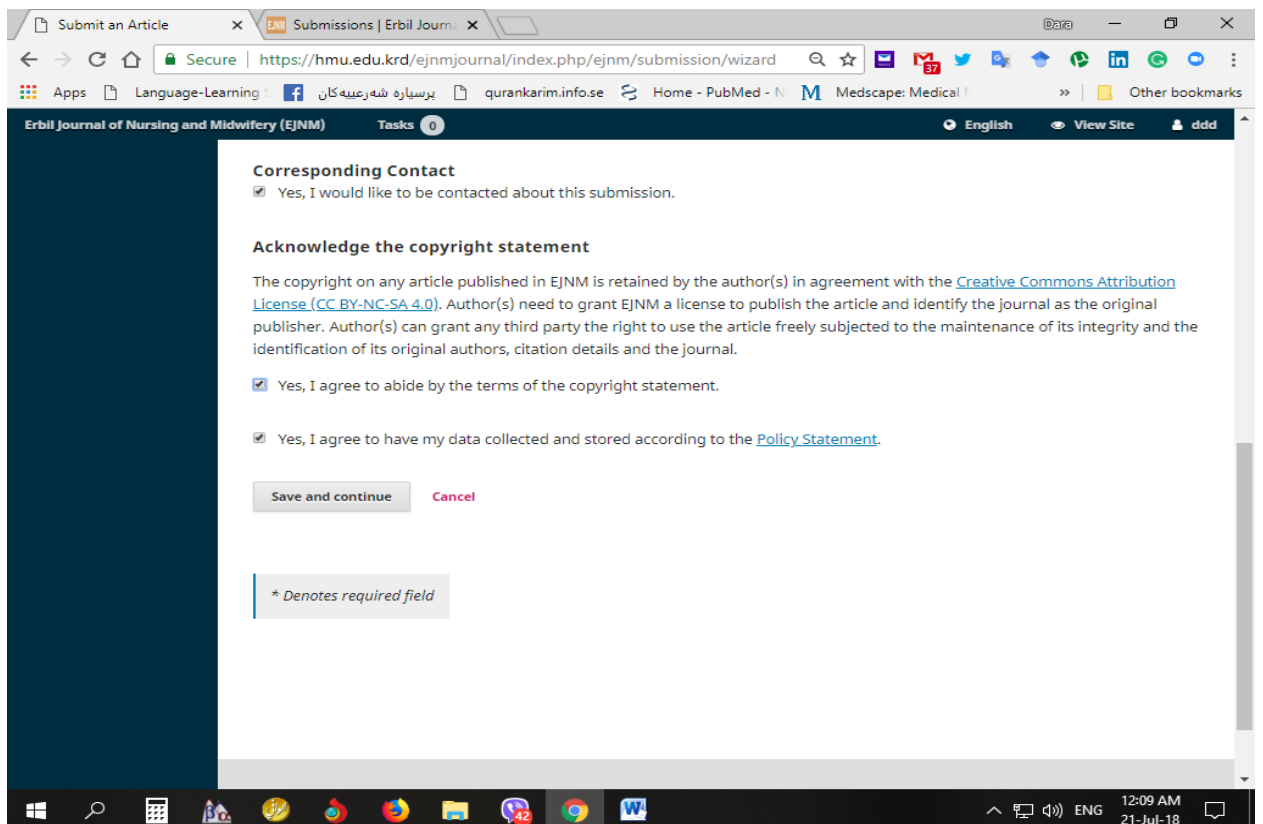 Submit an Article
Submissions | Erbil Journa
Dara
Secure | https://hmu.edu.krd/ejnmjournal/index.php/ejnm/submission/wizard
37
Apps Language-Learning پرسیارە شەرعییەکان qurankarim.info.se Home - PubMed - N M Medscape: Medical » Other bookmarks
Erbil Journal of Nursing and Midwifery (EJNM) Tasks 0 English View Site ddd
Corresponding Contact
Yes, I would like to be contacted about this submission.
Acknowledge the copyright statement
The copyright on any article published in EJNM is retained by the author(s) in agreement with the Creative Commons Attribution
License (CC BY-NC-SA 4.0). Author(s) need to grant EJNM a license to publish the article and identify the journal as the original
publisher. Author(s) can grant any third party the right to use the article freely subjected to the maintenance of its integrity and the
identification of its original authors, citation details and the journal.
Yes, I agree to abide by the terms of the copyright statement.
Yes, I agree to have my data collected and stored according to the Policy Statement.
Save and continue Cancel
* Denotes required field
42
ENG 12:09 AM
21-Jul-18